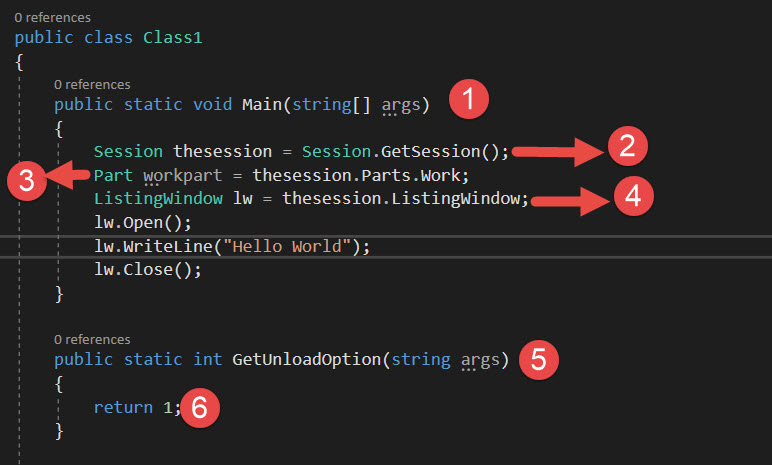 0 references
public class Class1
{
0 references
public static void Main(string[] args) 1
{
Session thesession = Session.GetSession(); 2
3 Part workpart = thesession.Parts.Work;
ListingWindow lw = thesession.ListingWindow; 4
lw.Open();
lw.WriteLine("Hello World");
lw.Close();
}
0 references
public static int GetUnloadOption(string args) 5
{
return 1; 6
}